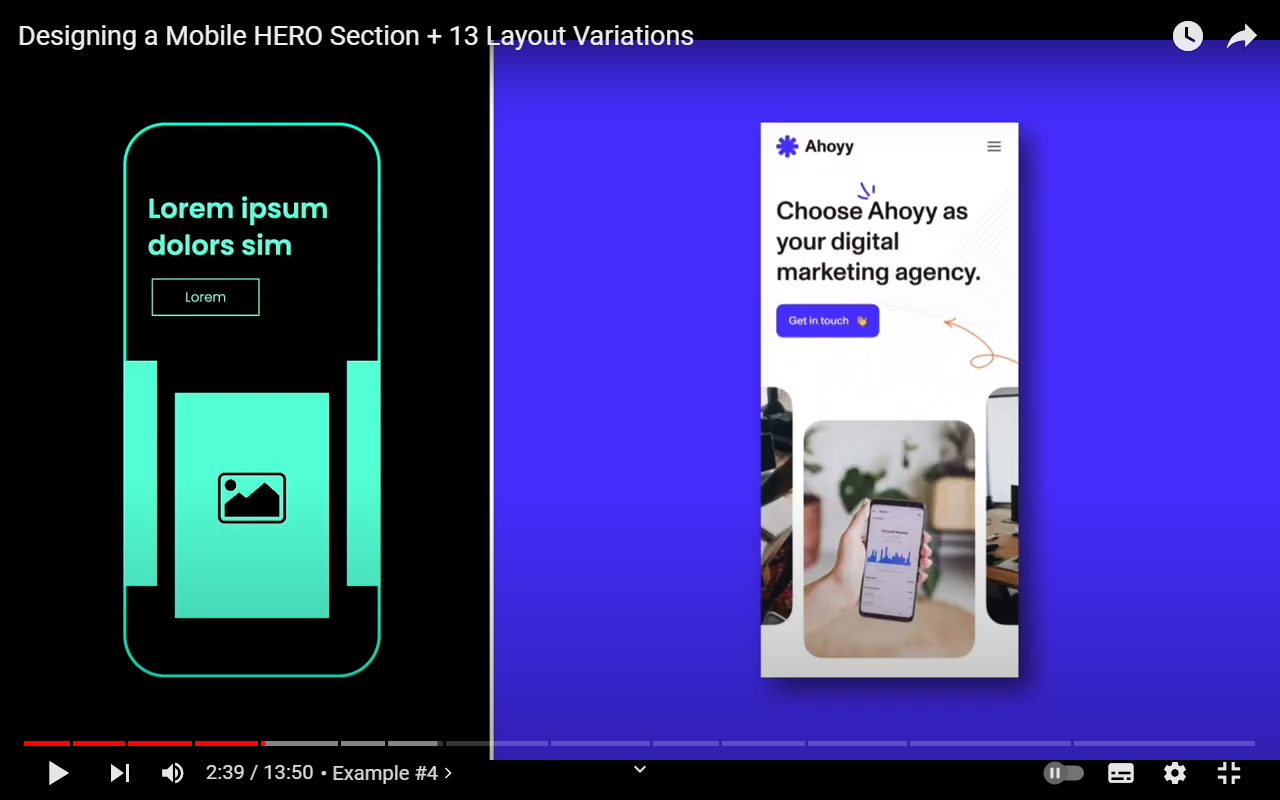 Designing a Mobile HERO Section + 13 Layout Variations
Lorem ipsum
dolors sim
Lorem
Ahoyy
Choose Ahoyy as
your digital
marketing agency.
Get in touch 👋
2:39 / 13:50 • Example #4 ›